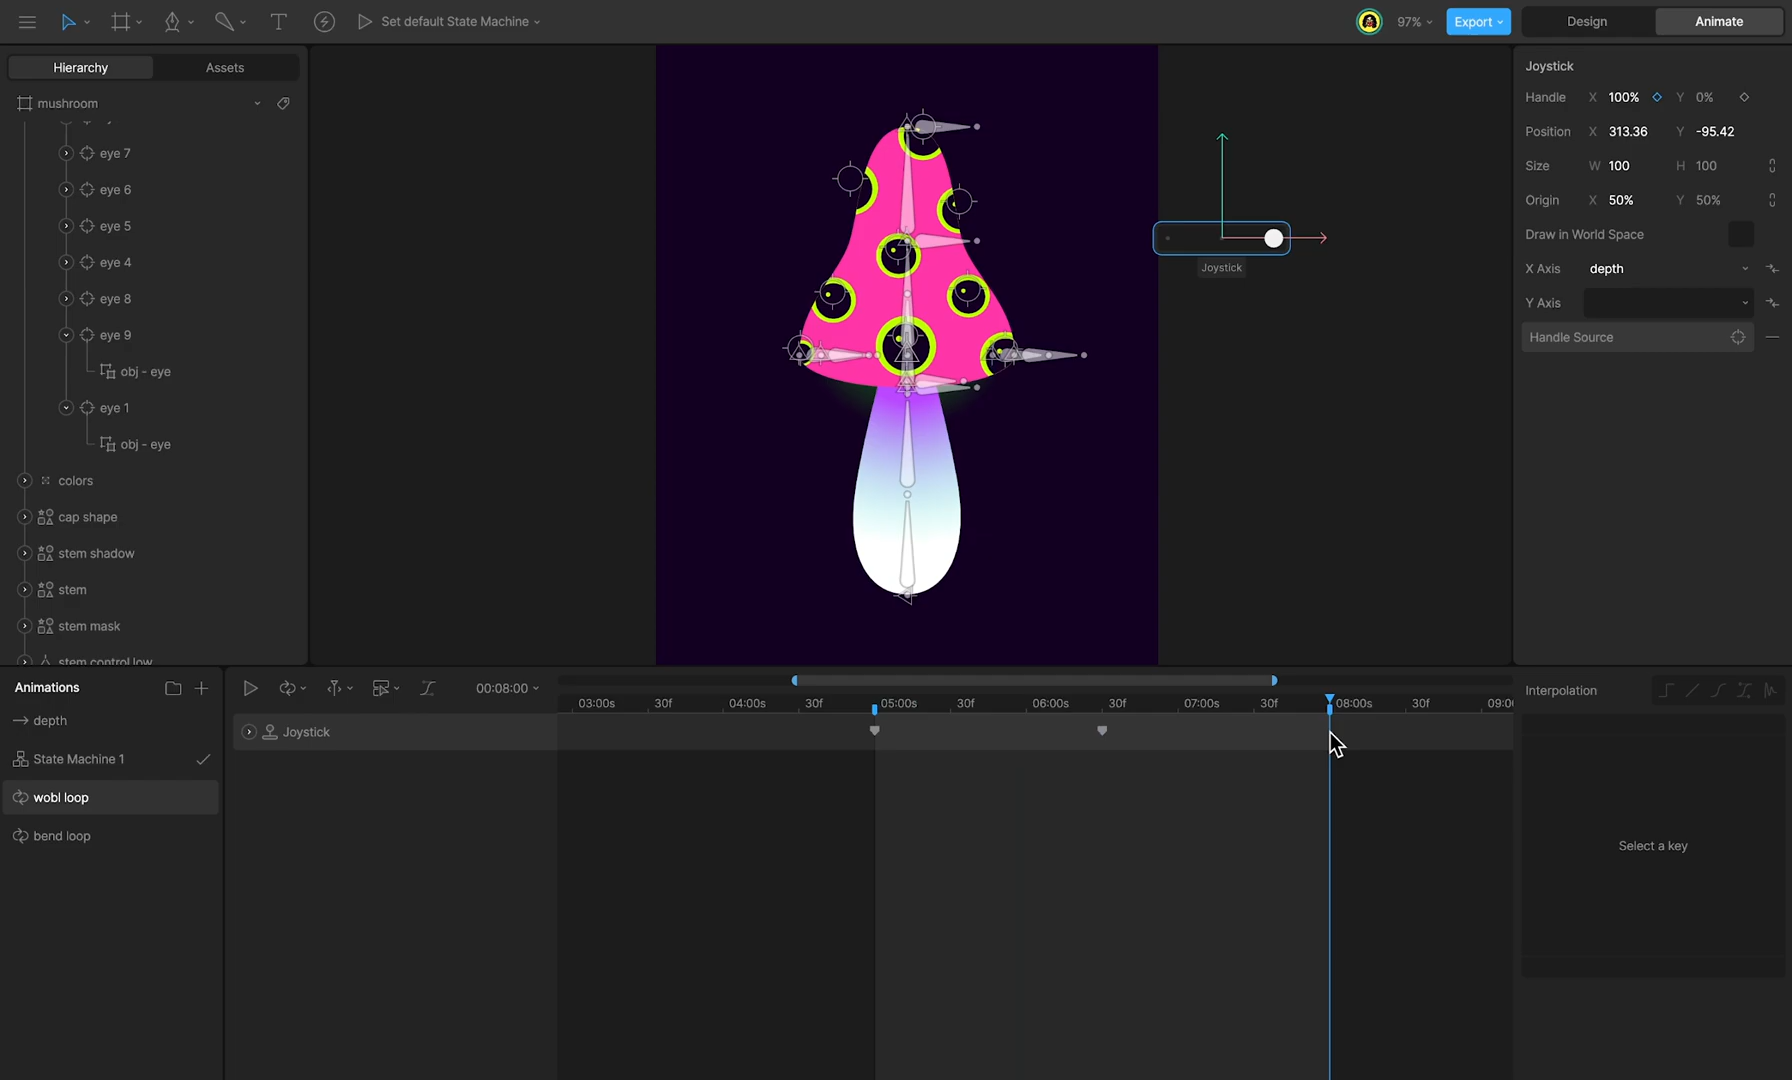 Set default State Machine
97%
Export
Design
Animate
Hierarchy
Assets
mushroom
eye 7
eye 6
eye 5
eye 4
eye 8
eye 9
obj - eye
eye 1
obj - eye
colors
cap shape
stem shadow
stem
stem mask
stem control low
Joystick
Joystick
Handle X 100% Y 0%
Position X 313.36 Y -95.42
Size W 100 H 100
Origin X 50% Y 50%
Draw in World Space
X Axis depth
Y Axis
Handle Source
Animations
depth
State Machine 1
wobl loop
bend loop
00:08:00
03:00s 30f 04:00s 30f 05:00s 30f 06:00s 30f 07:00s 30f 08:00s 30f 09:0
Joystick
Interpolation
Select a key